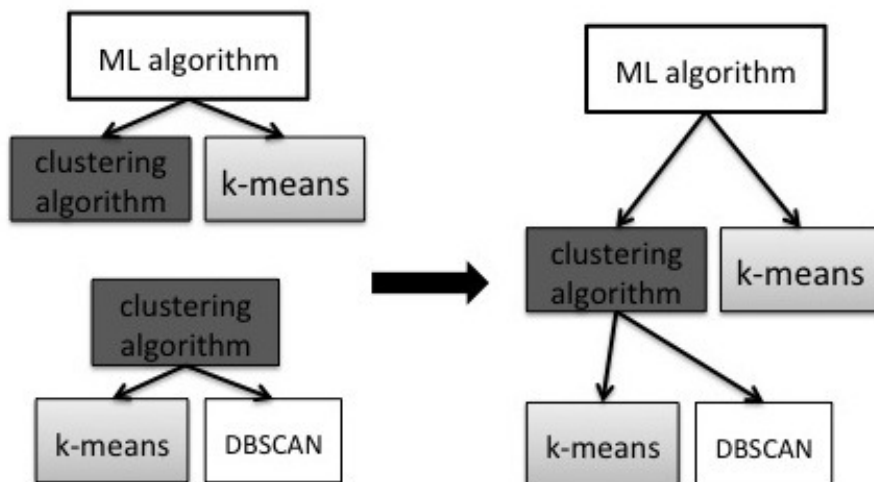 ML algorithm
clustering
algorithm
k-means
clustering
algorithm
k-means
DBSCAN
ML algorithm
clustering
algorithm
k-means
k-means
DBSCAN